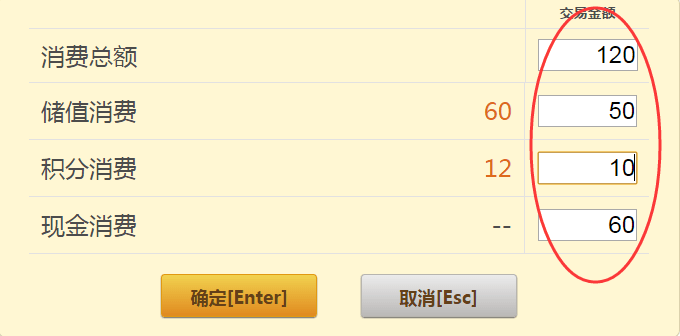 交易金额
消费总额 120
储值消费 60 50
积分消费 12 10
现金消费 -- 60
确定[Enter] 取消[Esc]